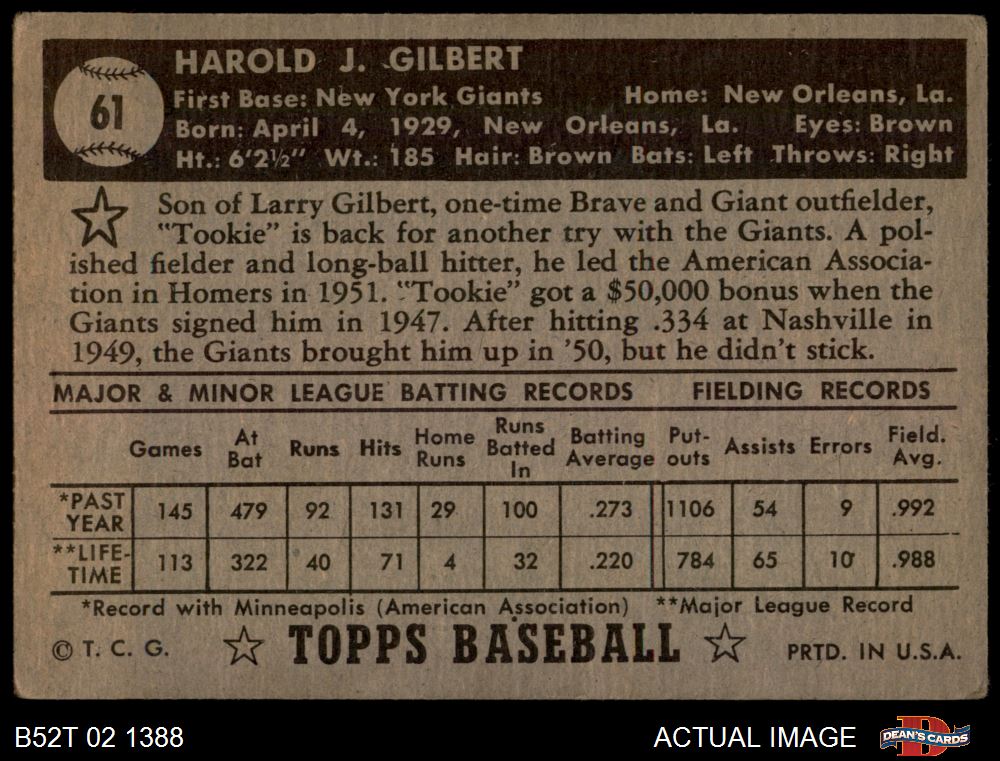 HAROLD J. GILBERT
61
First Base: New York Giants Home: New Orleans, La.
Born: April 4, 1929, New Orleans, La. Eyes: Brown
Ht.: 6'2½" Wt.: 185 Hair: Brown Bats: Left Throws: Right
Son of Larry Gilbert, one-time Brave and Giant outfielder,
"Tookie" is back for another try with the Giants. A pol-
ished fielder and long-ball hitter, he led the American Associa-
tion in Homers in 1951. "Tookie" got a $50,000 bonus when the
Giants signed him in 1947. After hitting .334 at Nashville in
1949, the Giants brought him up in '50, but he didn't stick.
MAJOR & MINOR LEAGUE BATTING RECORDS FIELDING RECORDS
Games At Bat Runs Hits Home Runs Runs Batted In Batting Average Put-outs Assists Errors Field. Avg.
*PAST YEAR 145 479 92 131 29 100 .273 1106 54 9 .992
**LIFE-TIME 113 322 40 71 4 32 .220 784 65 10 .988
*Record with Minneapolis (American Association) **Major League Record
© T. C. G. TOPPS BASEBALL PRTD. IN U.S.A.
B52T 02 1388 ACTUAL IMAGE DEAN'S CARDS